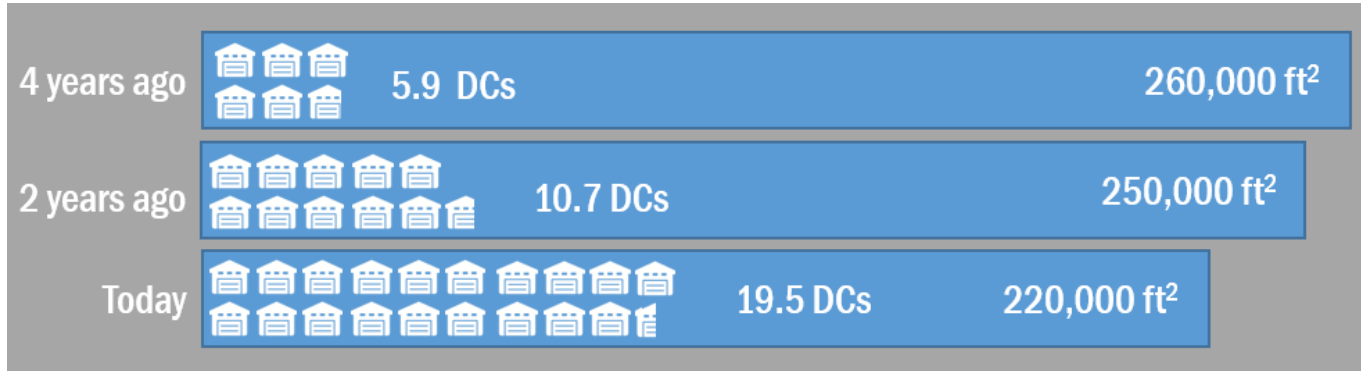 4 years ago 5.9 DCs 260,000 ft²
2 years ago 10.7 DCs 250,000 ft²
Today 19.5 DCs 220,000 ft²